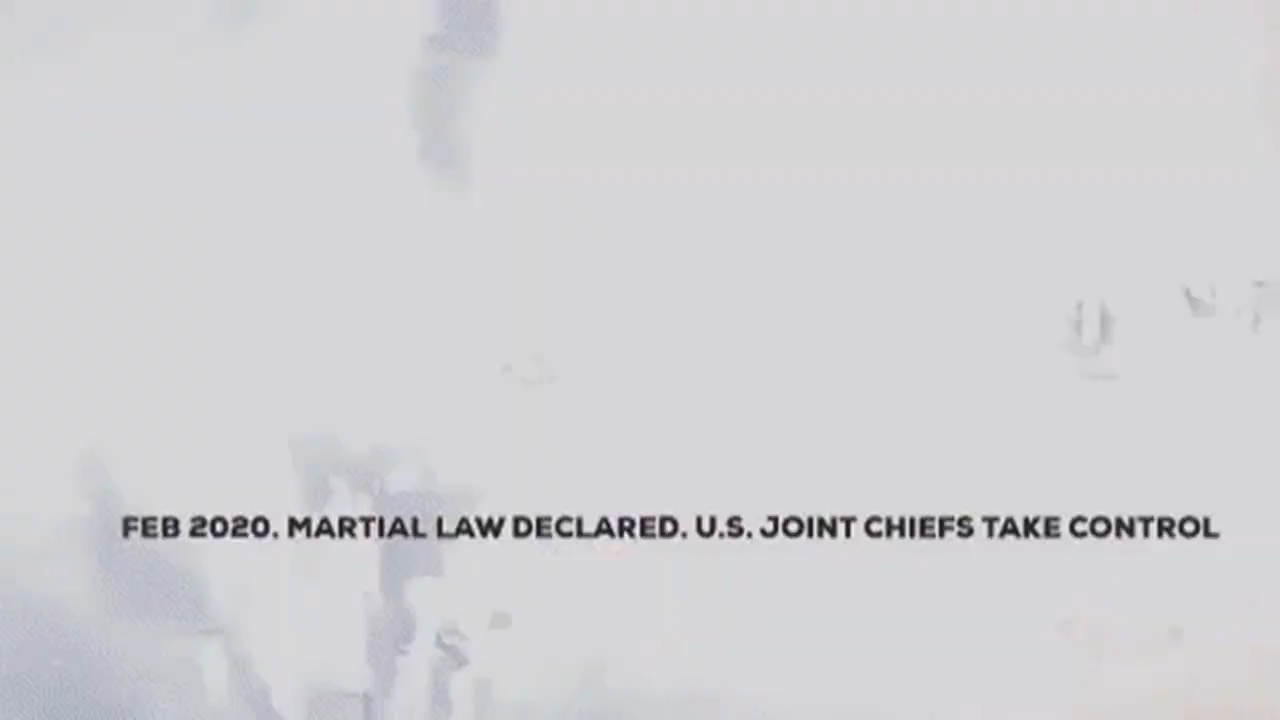 FEB 2020. MARTIAL LAW DECLARED. U.S. JOINT CHIEFS TAKE CONTROL